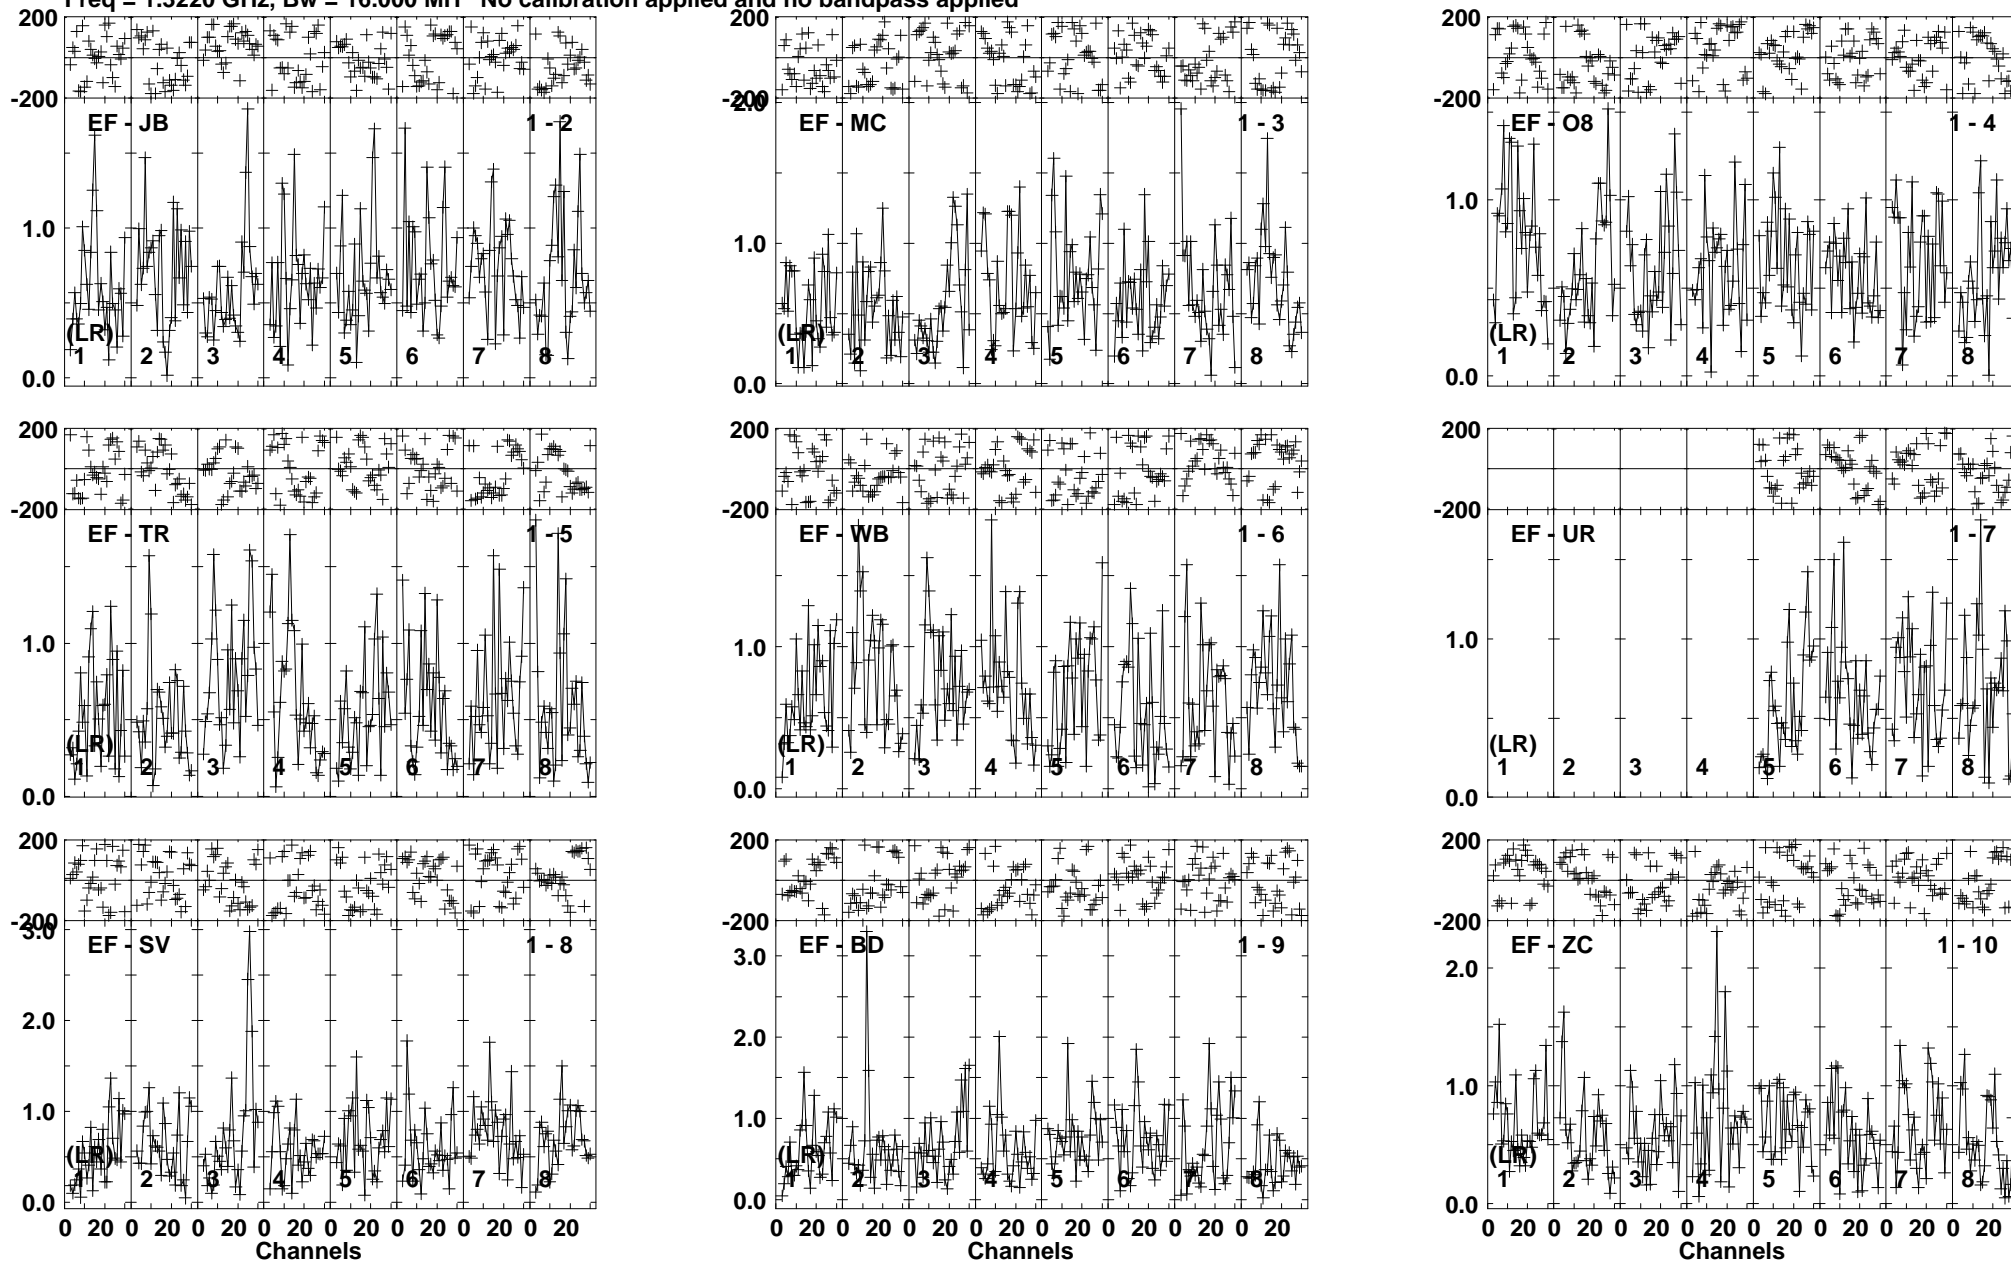 Freq = 1.3220 GHz, Bw = 16.000 MH No calibration applied and no bandpass applied
200
-200
EF - JB 1 - 2
1.0
(LR)
1 2 3 4 5 6 7 8
0.0
200
-200
2.0
EF - MC 1 - 3
1.0
(LR)
1 2 3 4 5 6 7 8
0.0
200
-200
EF - O8 1 - 4
1.0
(LR)
1 2 3 4 5 6 7 8
0.0
200
-200
EF - TR 1 - 5
1.0
(LR)
1 2 3 4 5 6 7 8
0.0
200
-200
EF - WB 1 - 6
1.0
(LR)
1 2 3 4 5 6 7 8
0.0
200
-200
EF - UR 1 - 7
1.0
(LR)
1 2 3 4 5 6 7 8
0.0
200
-200
3.0
EF - SV 1 - 8
2.0
1.0
(LR)
1 2 3 4 5 6 7 8
0.0
0 20 0 20 0 20 0 20 0 20 0 20 0 20 0 20
Channels
200
-200
EF - BD 1 - 9
3.0
2.0
1.0
(LR)
1 2 3 4 5 6 7 8
0.0
0 20 0 20 0 20 0 20 0 20 0 20 0 20 0 20
Channels
200
-200
EF - ZC 1 - 10
2.0
1.0
(LR)
1 2 3 4 5 6 7 8
0.0
0 20 0 20 0 20 0 20 0 20 0 20 0 20 0 20
Channels